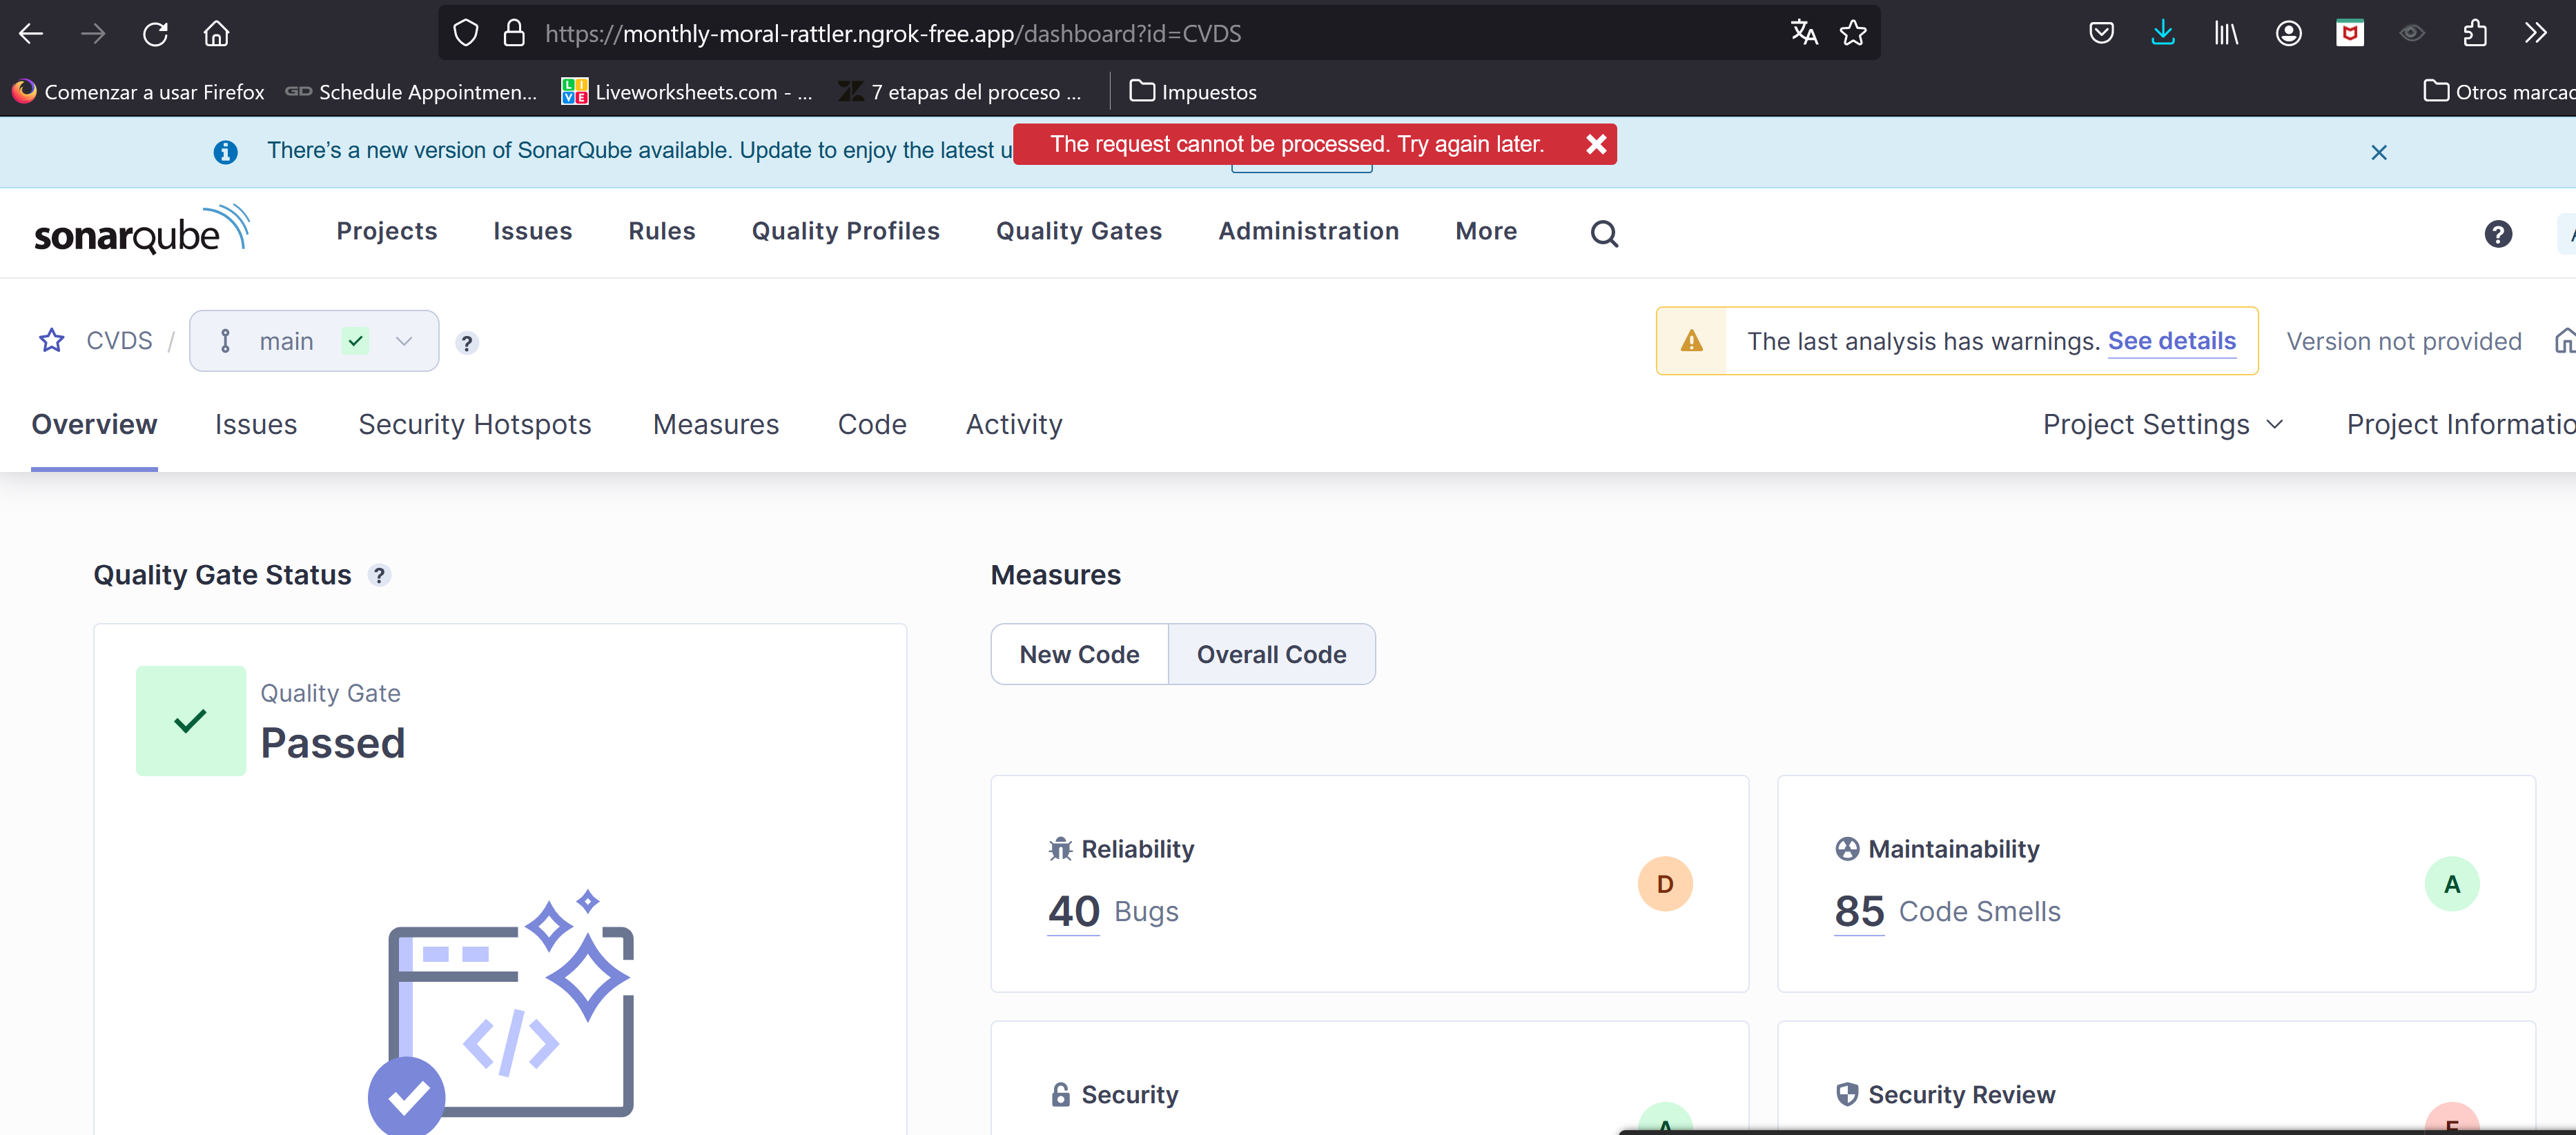 https://monthly-moral-rattler.ngrok-free.app/dashboard?id=CVDS
Comenzar a usar Firefox GD Schedule Appointmen... LIVE Liveworksheets.com - ... 7 etapas del proceso ... Impuestos Otros marcad
There's a new version of SonarQube available. Update to enjoy the latest u
The request cannot be processed. Try again later.
sonarqube Projects Issues Rules Quality Profiles Quality Gates Administration More
CVDS / main The last analysis has warnings. See details Version not provided
Overview Issues Security Hotspots Measures Code Activity Project Settings Project Informatio
Quality Gate Status ? Measures
New Code Overall Code
Quality Gate
Passed
Reliability
40 Bugs D
Maintainability
85 Code Smells A
</>
Security A
Security Review E